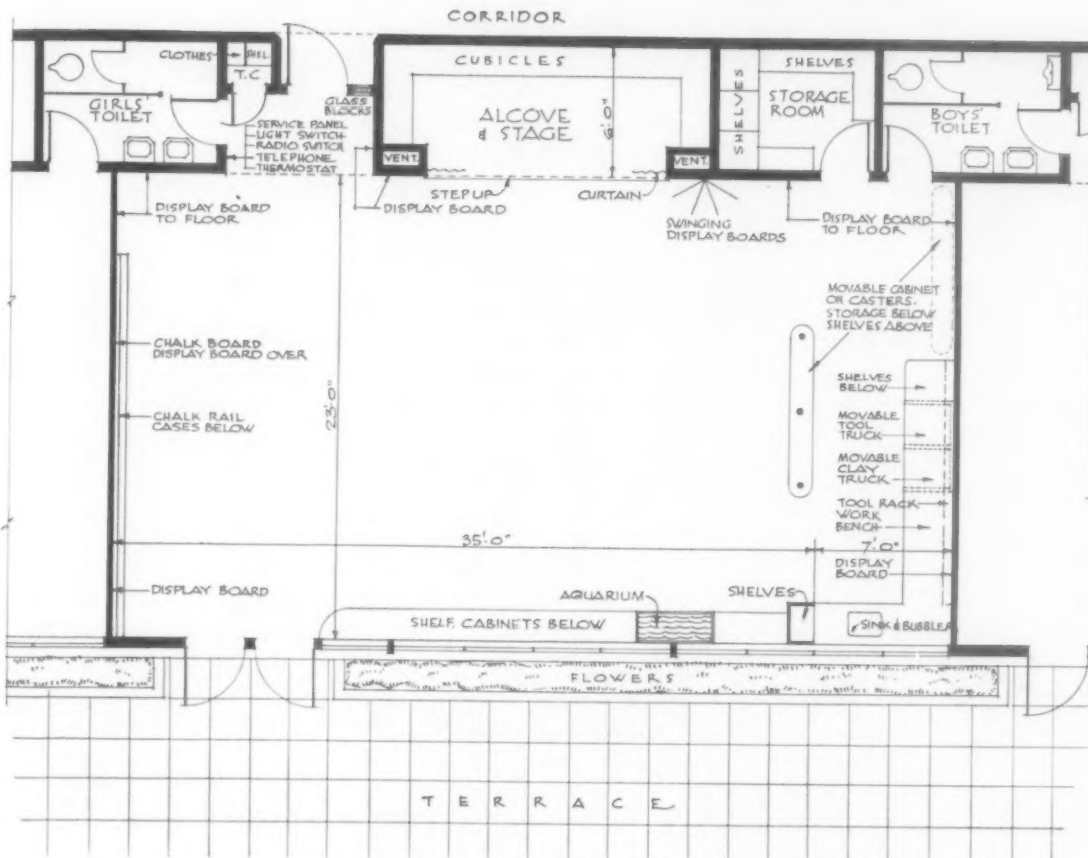 CORRIDOR
CLOTHES
SHEL.
T.C
GIRLS'
TOILET
GLASS
BLOCKS
SERVICE PANEL
LIGHT SWITCH
RADIO SWITCH
TELEPHONE
THERMOSTAT
CUBICLES
ALCOVE
& STAGE
VENT.
VENT.
STEP UP
CURTAIN
SHELVES
SHELVES
STORAGE
ROOM
BOYS'
TOILET
DISPLAY BOARD
TO FLOOR
DISPLAY BOARD
SWINGING
DISPLAY BOARDS
DISPLAY BOARD
TO FLOOR
MOVABLE CABINET
ON CASTERS.
STORAGE BELOW
SHELVES ABOVE
CHALK BOARD
DISPLAY BOARD OVER
CHALK RAIL
CASES BELOW
23'-0"
SHELVES
BELOW
MOVABLE
TOOL
TRUCK
MOVABLE
CLAY
TRUCK
TOOL RACK
WORK
BENCH
35'-0"
7'-0"
DISPLAY
BOARD
DISPLAY BOARD
AQUARIUM
SHELVES
SHELF. CABINETS BELOW
SINK & BUBBLER
FLOWERS
TERRACE